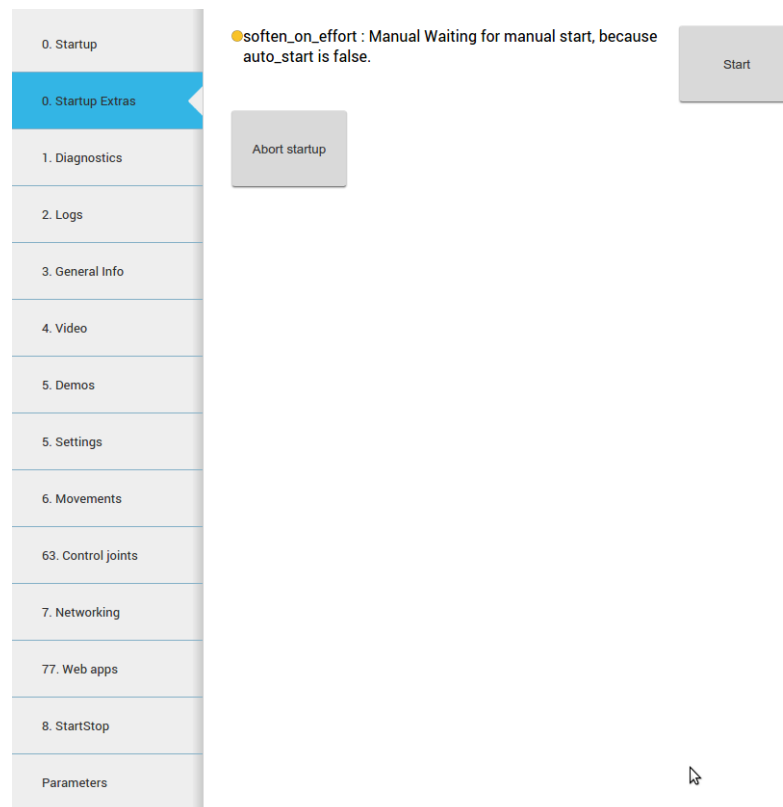 0. Startup
0. Startup Extras
1. Diagnostics
2. Logs
3. General Info
4. Video
5. Demos
5. Settings
6. Movements
63. Control joints
7. Networking
77. Web apps
8. StartStop
Parameters
soften_on_effort : Manual Waiting for manual start, because
auto_start is false.
Start
Abort startup